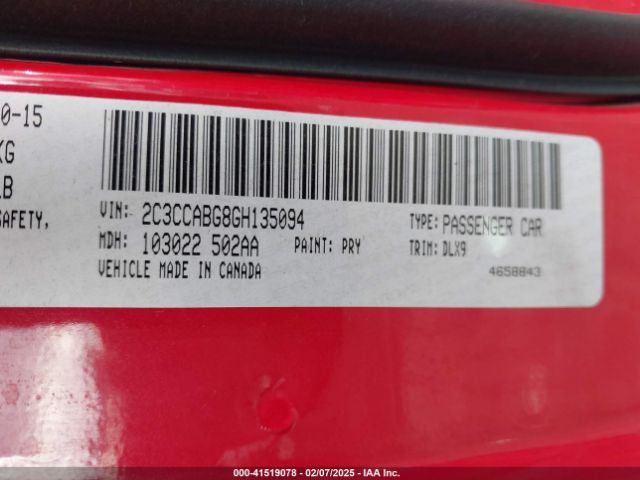 0-15
KG
LB
SAFETY,
VIN: 2C3CCABG8GH135094
TYPE: PASSENGER CAR
MDH: 103022 502AA PAINT: PRY
TRIM: DLX9
VEHICLE MADE IN CANADA
4658843
00-41519078 - 02/07/2025 - IAA Inc.